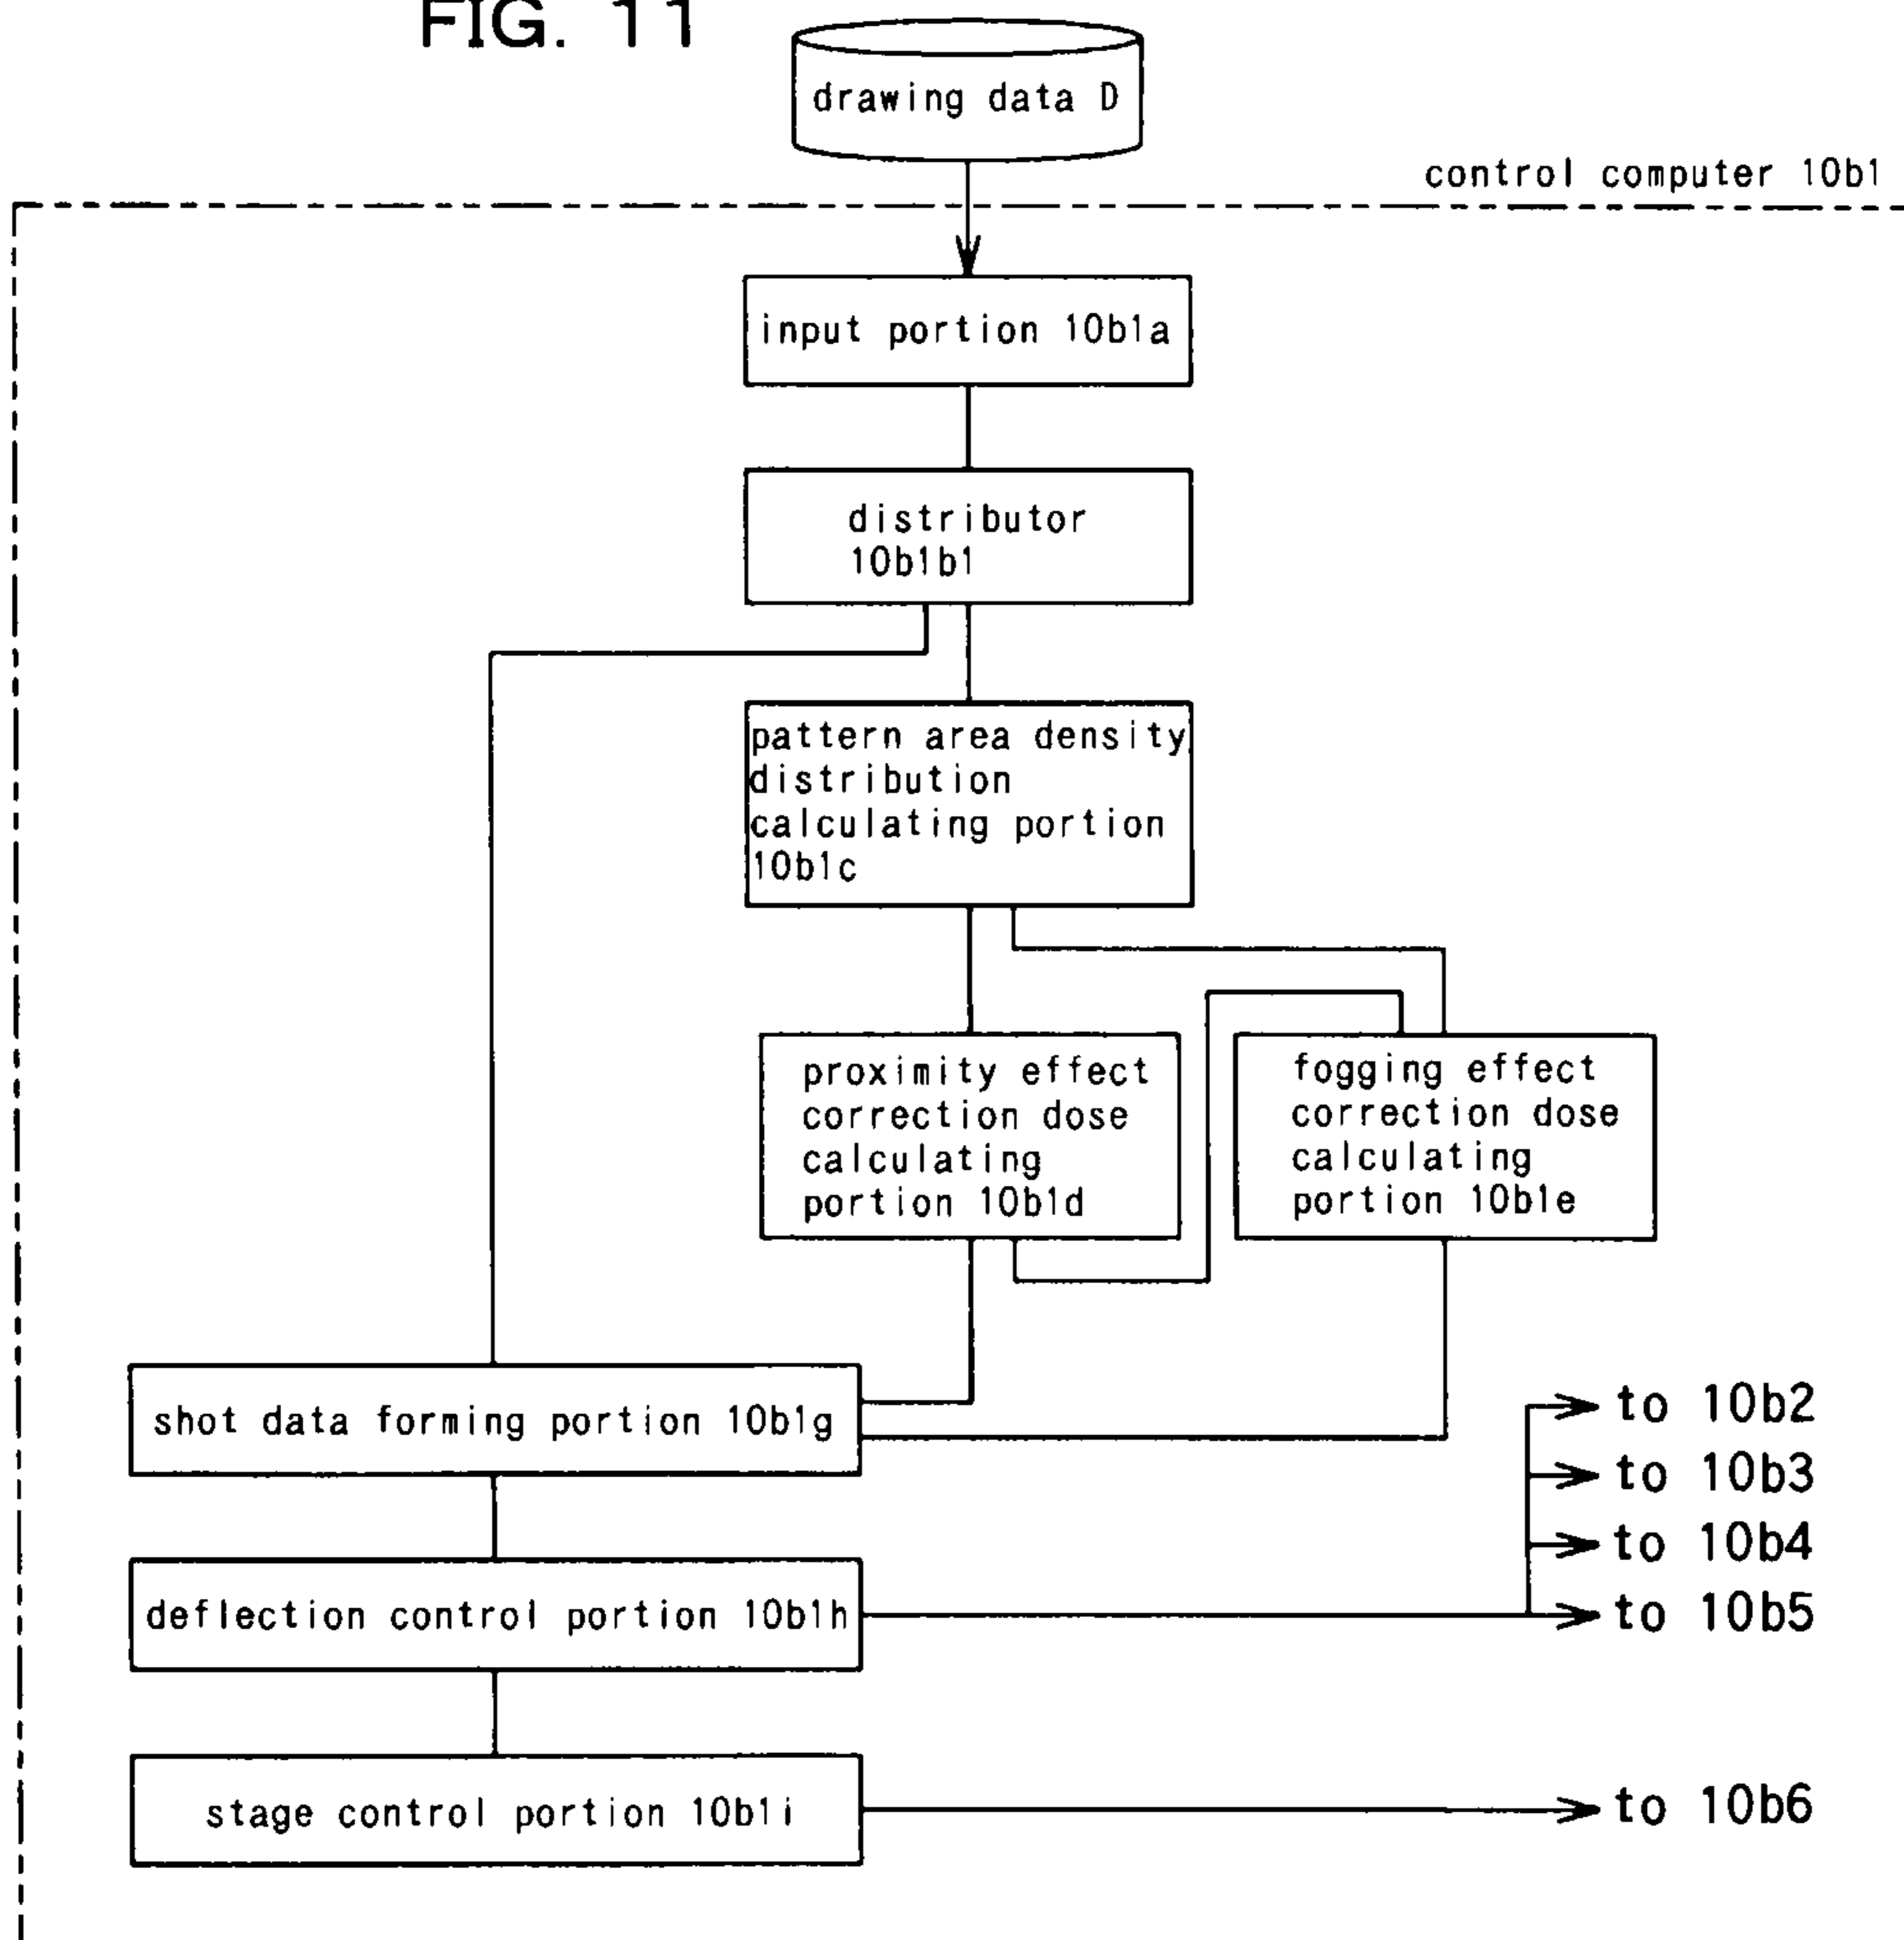 FIG. 11
drawing data D
control computer 10b1
input portion 10b1a
distributor
10b1b1
pattern area density
distribution
calculating portion
10b1c
proximity effect
correction dose
calculating
portion 10b1d
fogging effect
correction dose
calculating
portion 10b1e
shot data forming portion 10b1g
to 10b2
to 10b3
to 10b4
deflection control portion 10b1h
to 10b5
stage control portion 10b1i
to 10b6